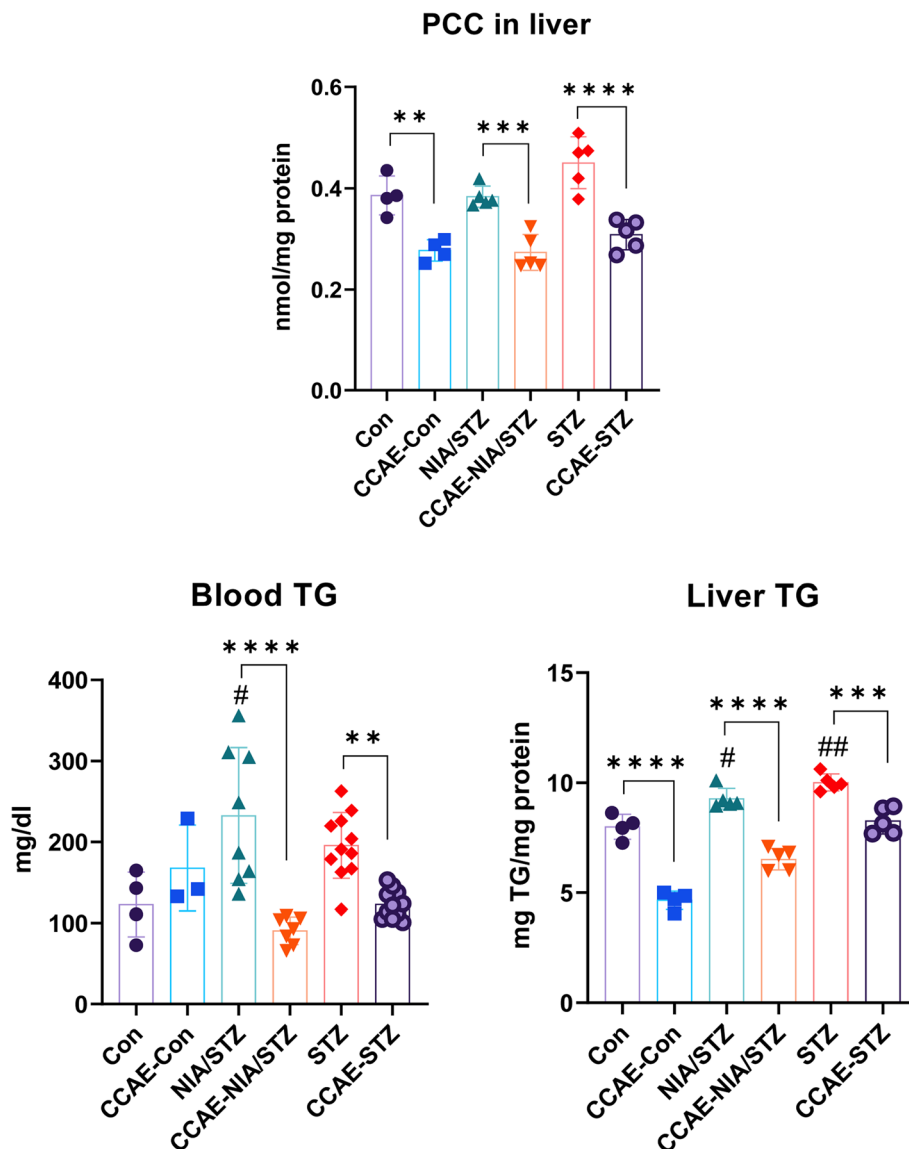 PCC in liver
nmol/mg protein
0.6
0.4
0.2
0.0
**
***
****
Con
CCAE-Con
NIA/STZ
CCAE-NIA/STZ
STZ
CCAE-STZ
Blood TG
mg/dl
400
300
200
100
0
****
#
**
Con
CCAE-Con
NIA/STZ
CCAE-NIA/STZ
STZ
CCAE-STZ
Liver TG
mg TG/mg protein
15
10
5
0
****
****
#
***
##
Con
CCAE-Con
NIA/STZ
CCAE-NIA/STZ
STZ
CCAE-STZ